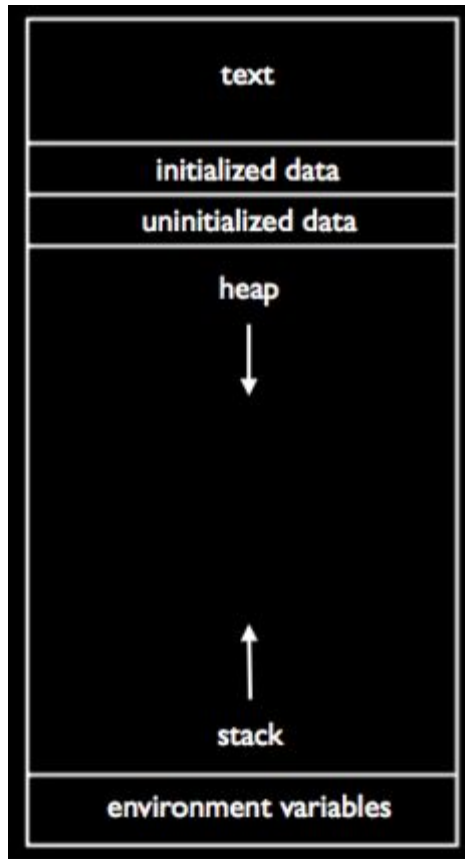 text
initialized data
uninitialized data
heap
stack
environment variables